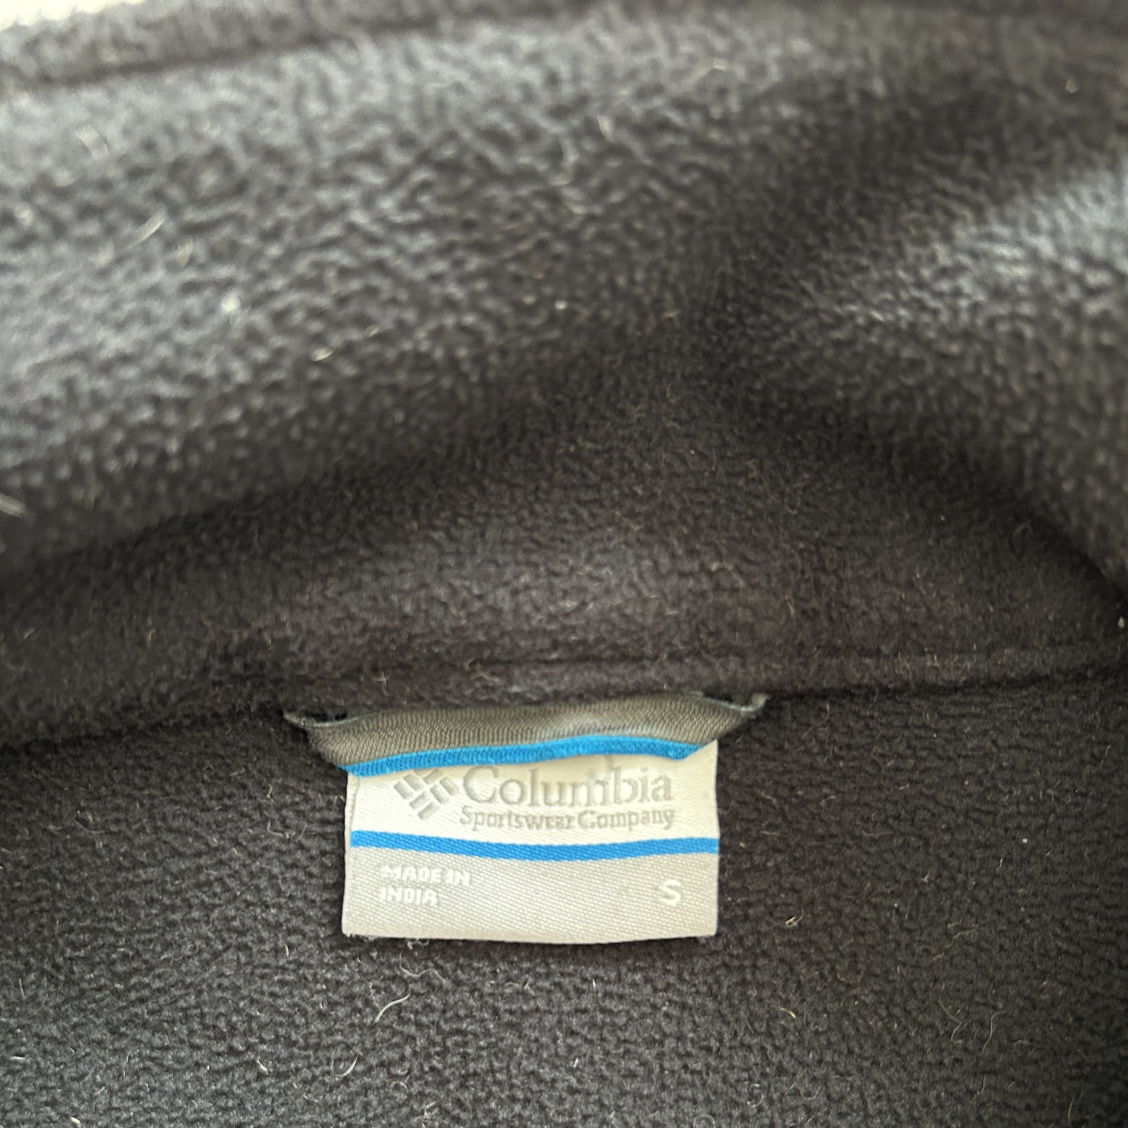 Columbia
Sportswear Company
MADE IN
INDIA
S